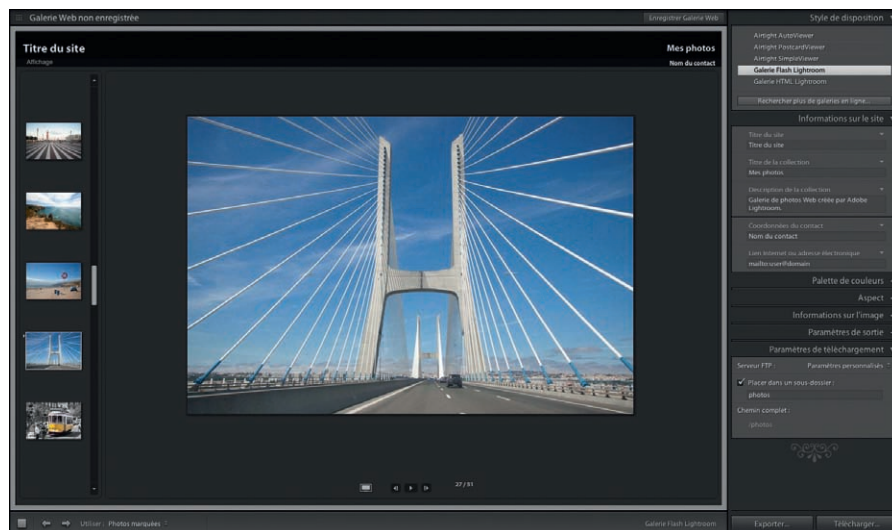 Galerie Web non enregistrée
Enregistrer Galerie Web
Titre du site
Mes photos
Affichage
Nom du contact
27 / 51
Utiliser : Photos marquées
Galerie Flash Lightroom
Style de disposition
Airtight AutoViewer
Airtight PostcardViewer
Airtight SimpleViewer
Galerie Flash Lightroom
Galerie HTML Lightroom
Rechercher plus de galeries en ligne...
Informations sur le site
Titre du site
Titre du site
Titre de la collection
Mes photos
Description de la collection
Galerie de photos Web créée par Adobe
Lightroom.
Coordonnées du contact
Nom du contact
Lien Internet ou adresse électronique
mailto:user@domain
Palette de couleurs
Aspect
Informations sur l'image
Paramètres de sortie
Paramètres de téléchargement
Serveur FTP : Paramètres personnalisés
Placer dans un sous-dossier :
photos
Chemin complet :
/photos
Exporter...
Télécharger...